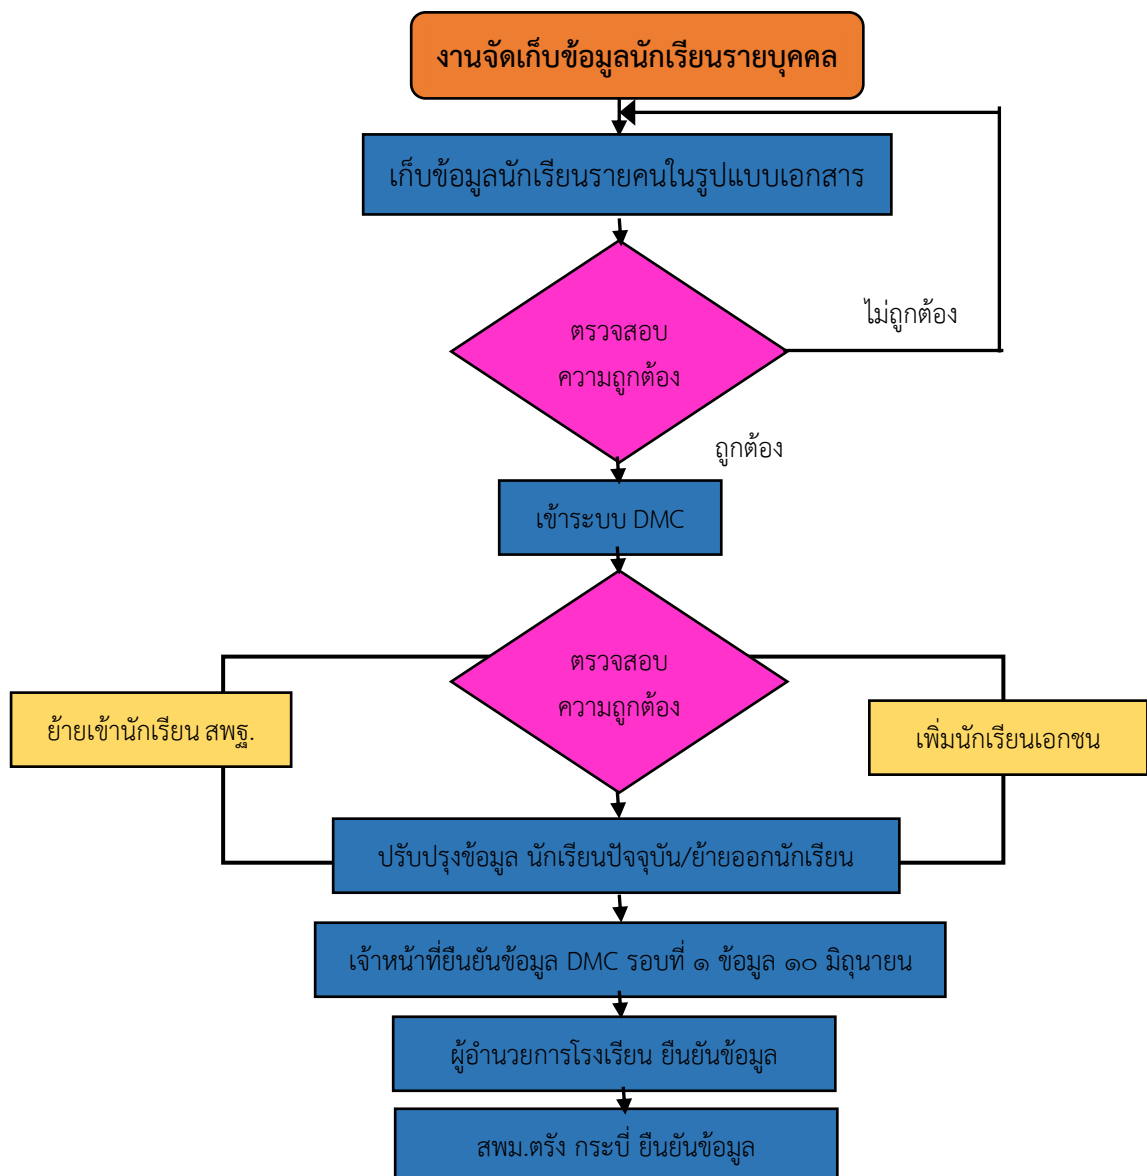 งานจัดเก็บข้อมูลนักเรียนรายบุคคล
เก็บข้อมูลนักเรียนรายคนในรูปแบบเอกสาร
ไม่ถูกต้อง
ตรวจสอบ
ความถูกต้อง
ถูกต้อง
เข้าระบบ DMC
ตรวจสอบ
ความถูกต้อง
ย้ายเข้านักเรียน สพฐ.
เพิ่มนักเรียนเอกชน
ปรับปรุงข้อมูล นักเรียนปัจจุบัน/ย้ายออกนักเรียน
เจ้าหน้าที่ยืนยันข้อมูล DMC รอบที่ ๑ ข้อมูล ๑๐ มิถุนายน
ผู้อำนวยการโรงเรียน ยืนยันข้อมูล
สพม.ตรัง กระบี่ ยืนยันข้อมูล